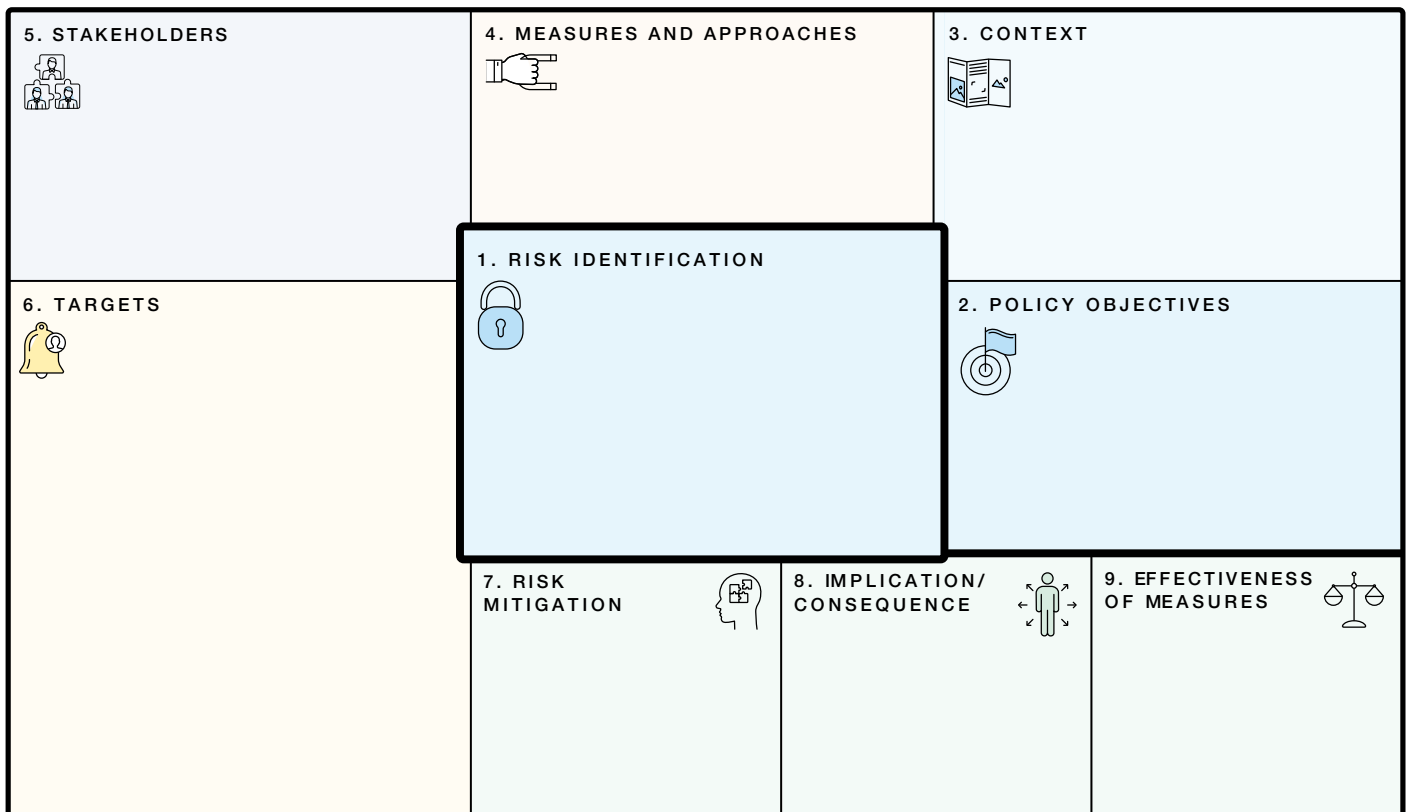 5. STAKEHOLDERS
4. MEASURES AND APPROACHES
3. CONTEXT
1. RISK IDENTIFICATION
6. TARGETS
2. POLICY OBJECTIVES
7. RISK
MITIGATION
8. IMPLICATION/
CONSEQUENCE
9. EFFECTIVENESS
OF MEASURES